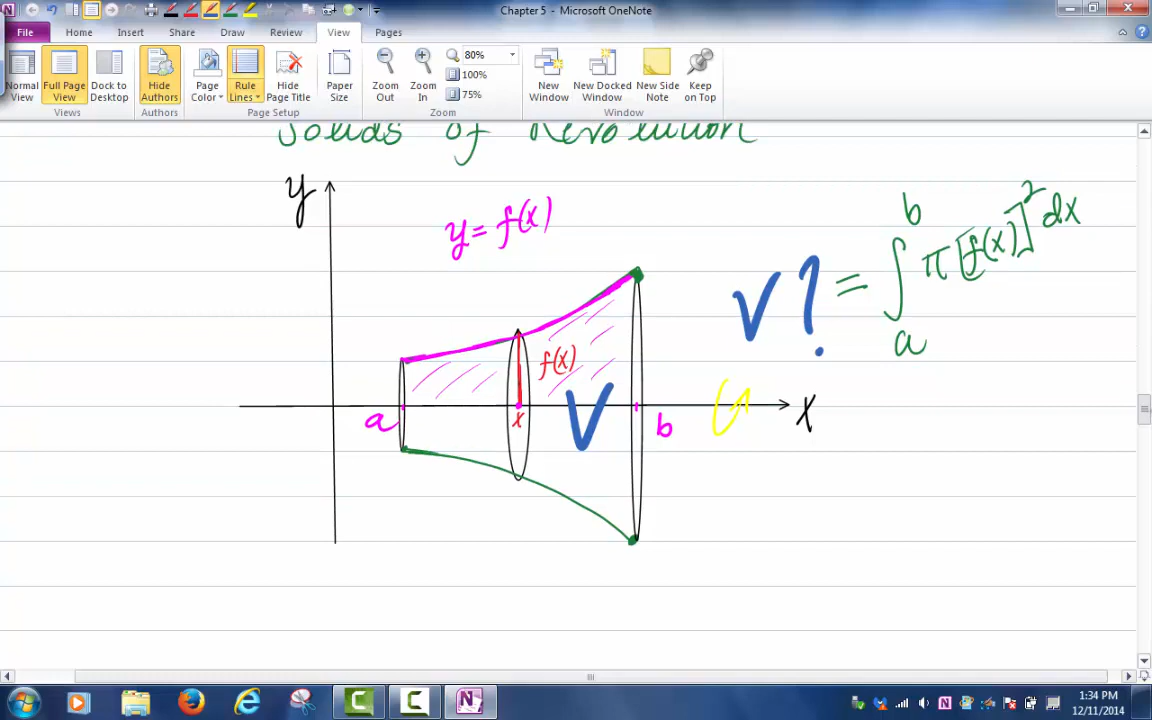 Chapter 5 - Microsoft OneNote
File Home Insert Share Draw Review View Pages
Normal View
Full Page View
Dock to Desktop
Hide Authors
Page Color
Rule Lines
Hide Page Title
Paper Size
Zoom Out
Zoom In
80%
100%
75%
New Window
New Docked Window
New Side Note
Keep on Top
Views Authors Page Setup Zoom Window
Solids of Revolution
y
y = f(x)
V ? = ∫_a^b π[f(x)]² dx
f(x)
a x V b x
1:34 PM
12/11/2014